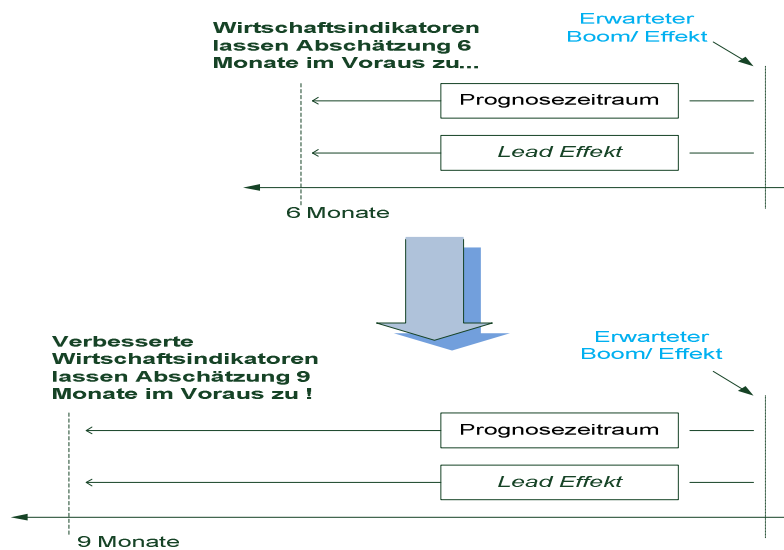 Wirtschaftsindikatoren
lassen Abschätzung 6
Monate im Voraus zu...
Erwarteter
Boom/ Effekt
Prognosezeitraum
Lead Effekt
6 Monate
Verbesserte
Wirtschaftsindikatoren
lassen Abschätzung 9
Monate im Voraus zu !
Erwarteter
Boom/ Effekt
Prognosezeitraum
Lead Effekt
9 Monate